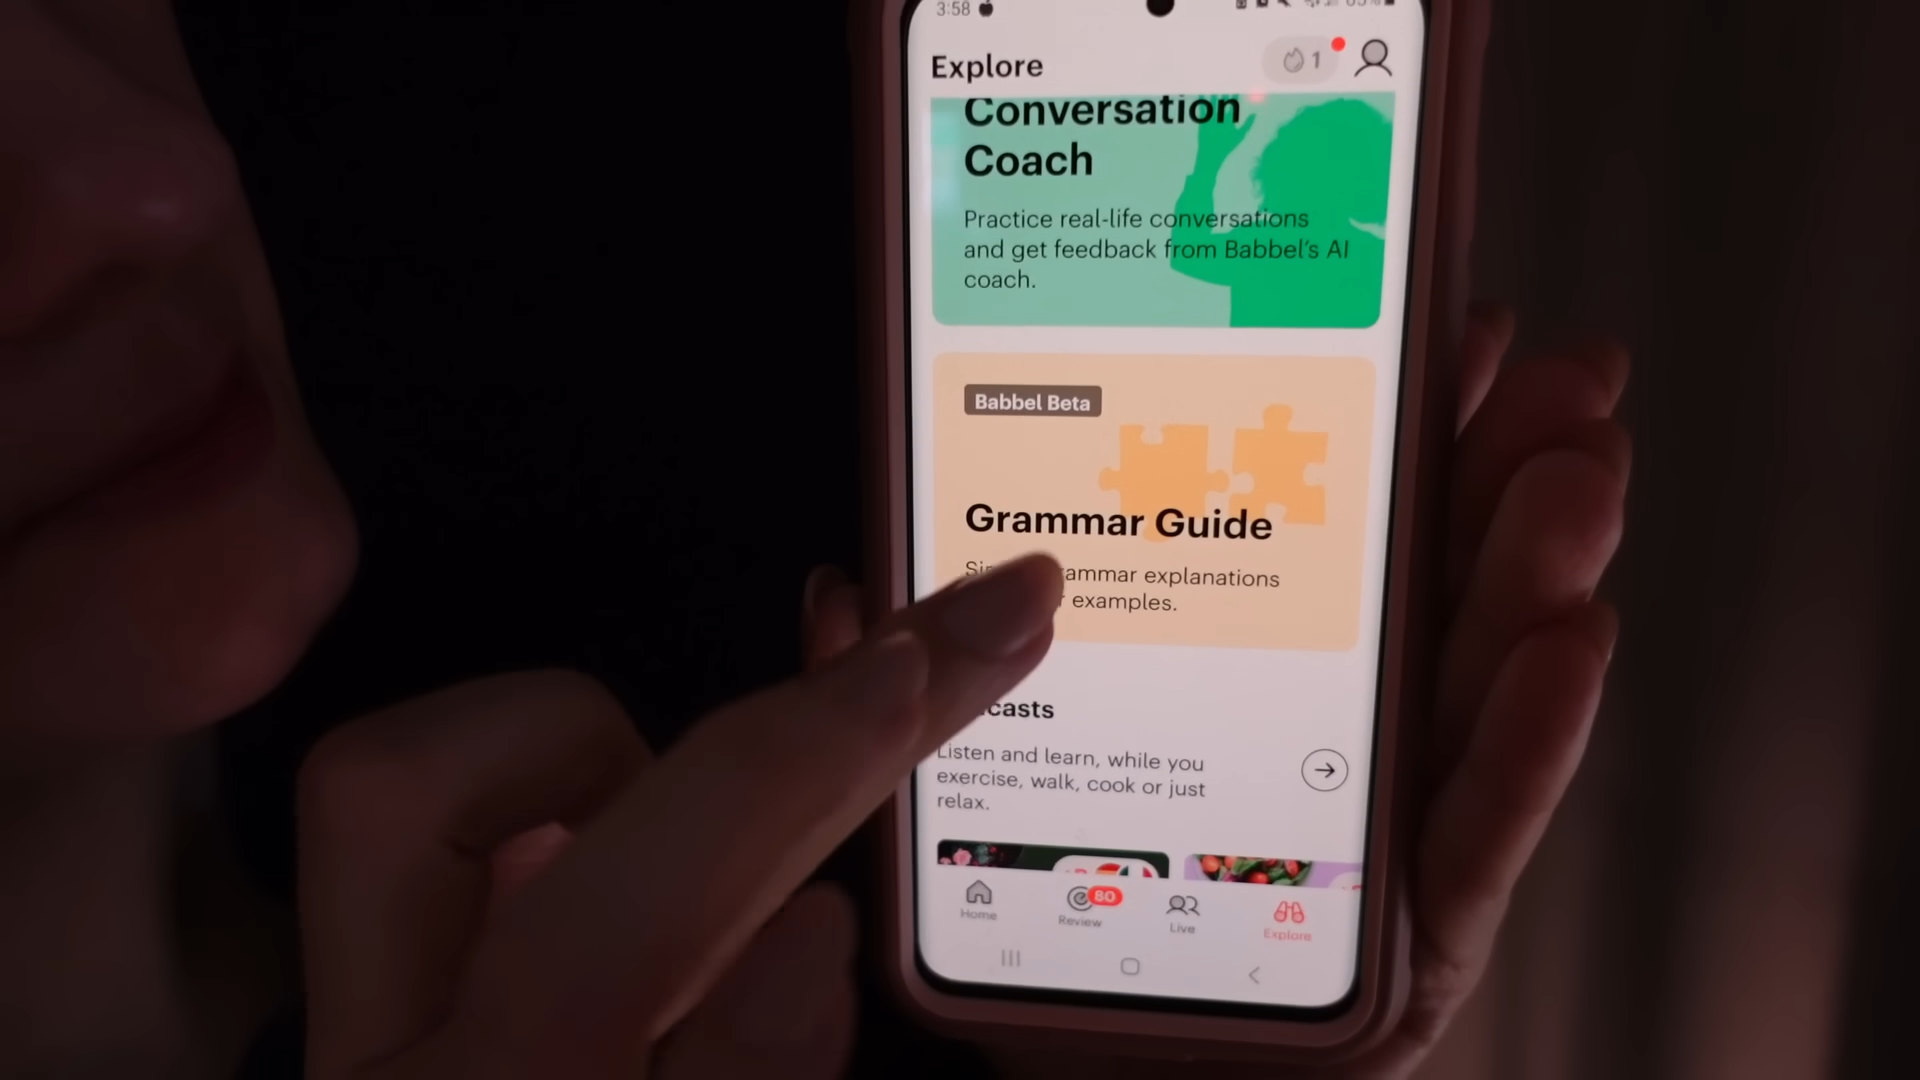 3:58
Explore
1
Conversation
Coach
Practice real-life conversations
and get feedback from Babbel's AI
coach.
Babbel Beta
Grammar Guide
explanations
examples.
Listen and learn, while you
exercise, walk, cook or just
relax.
Home
Review
80
Live
Explore